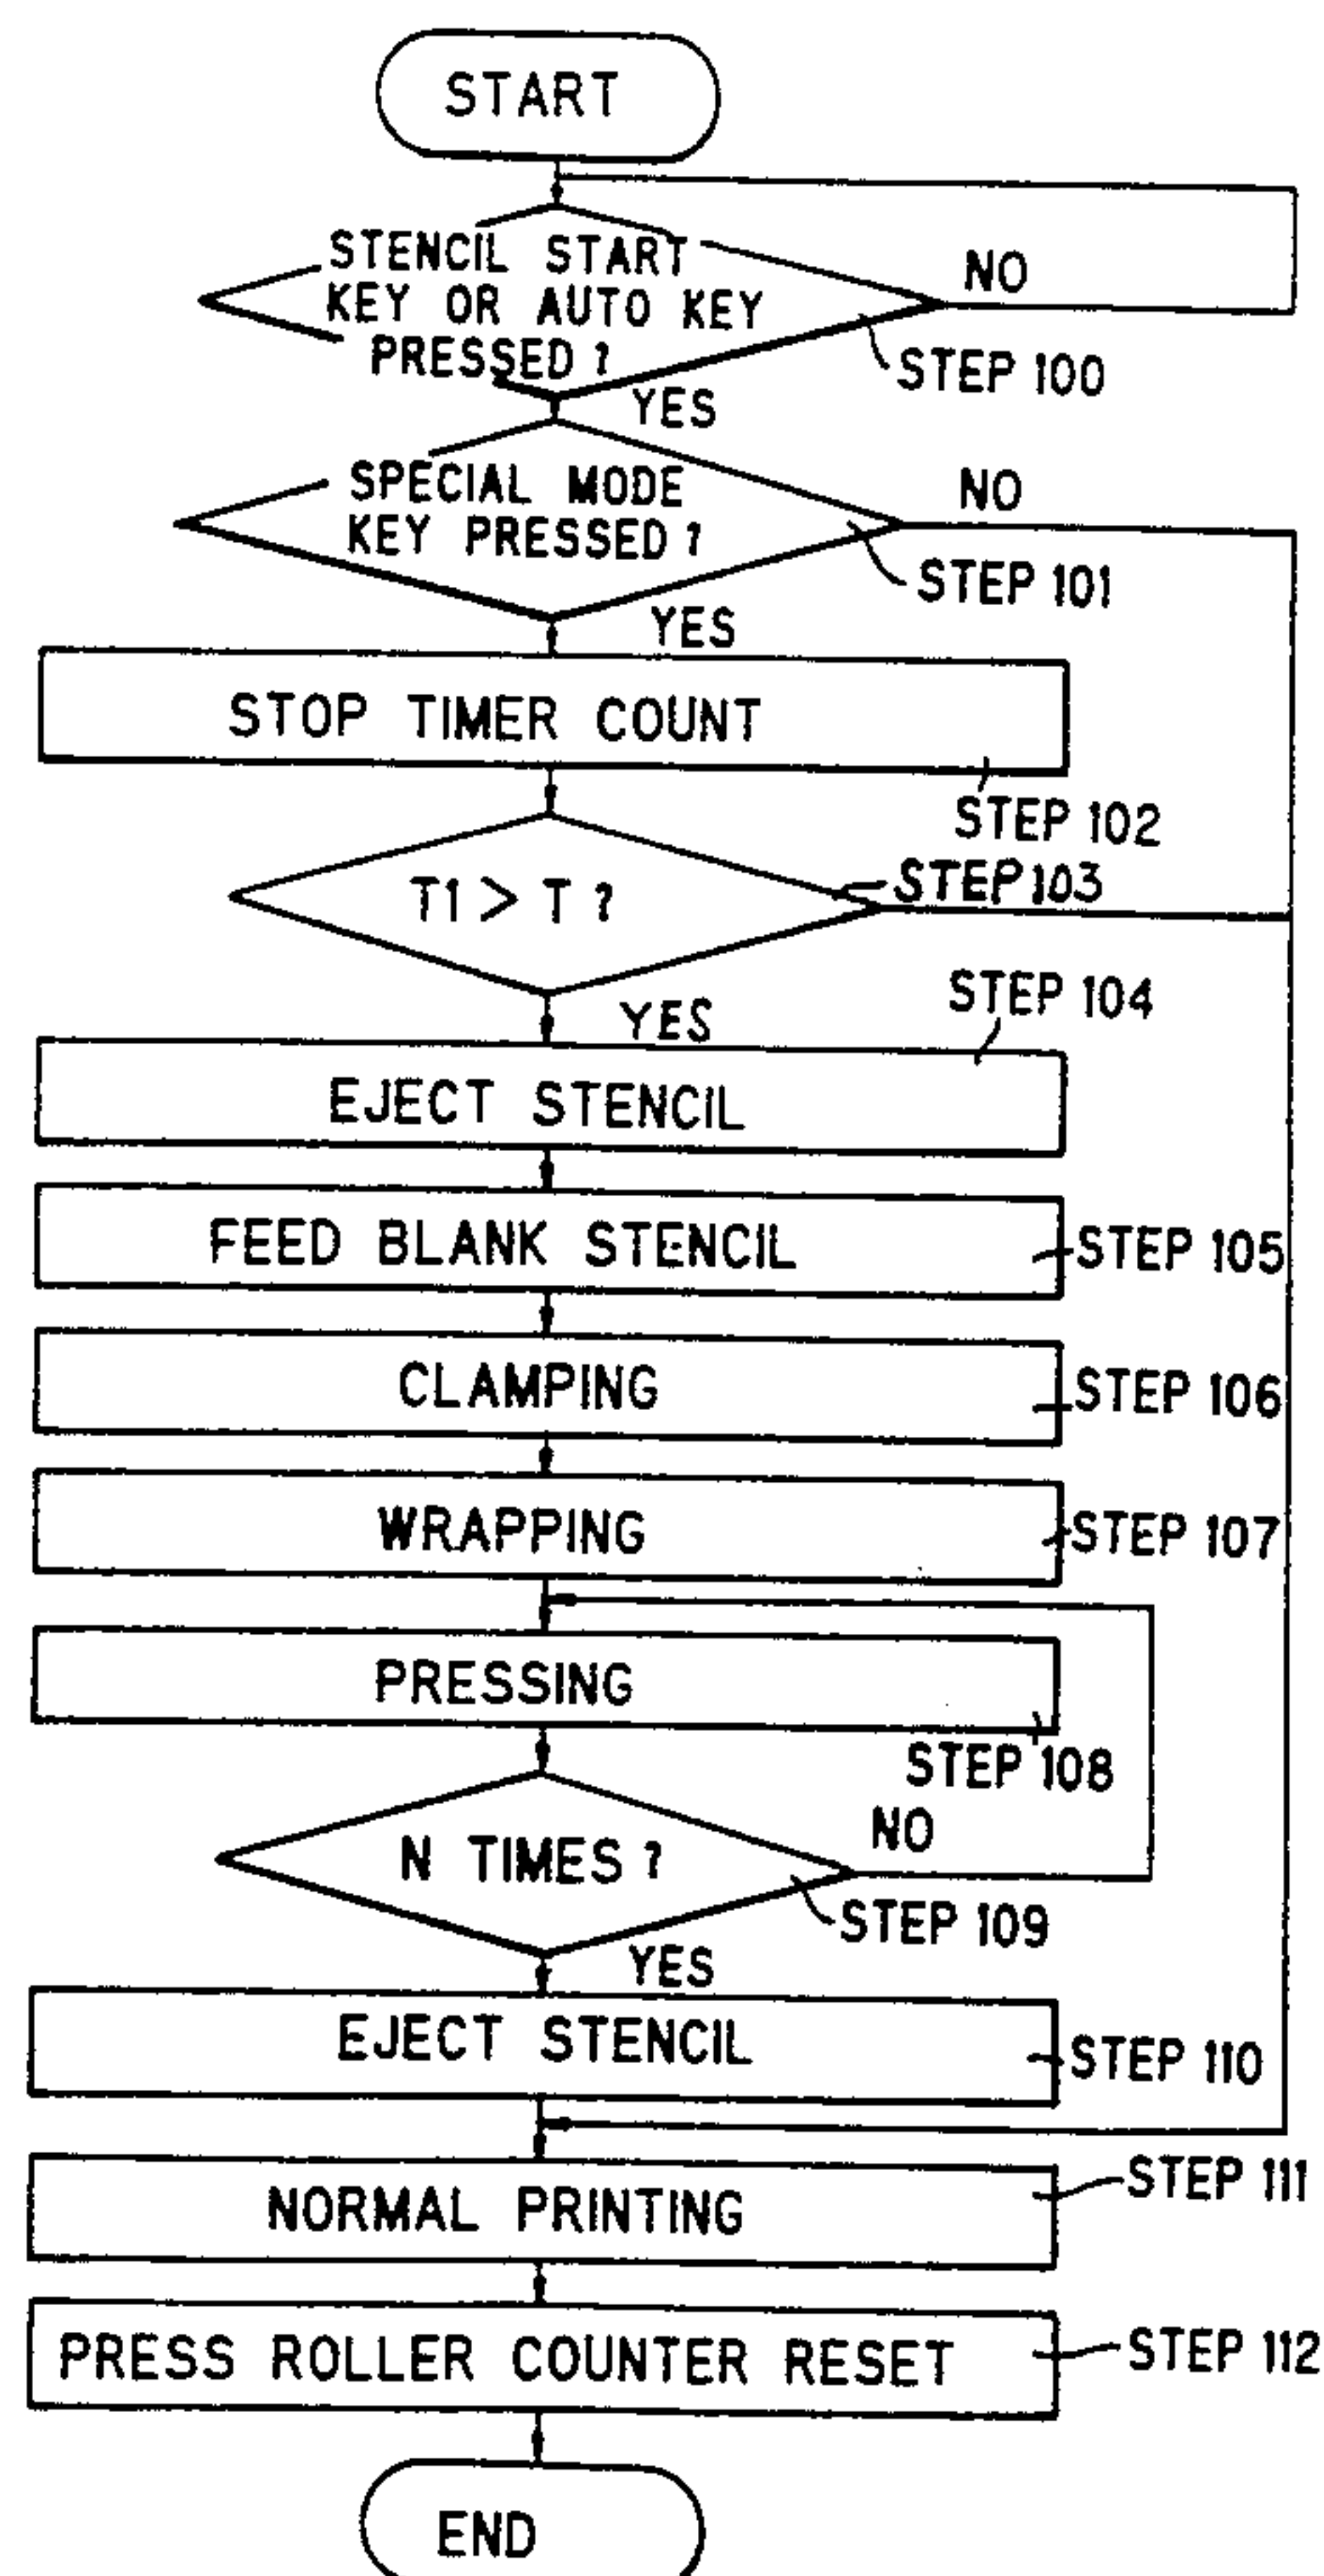 START
STENCIL START
KEY OR AUTO KEY
PRESSED?
NO
STEP 100
YES
SPECIAL MODE
KEY PRESSED?
NO
STEP 101
YES
STOP TIMER COUNT
STEP 102
T1 > T ?
STEP 103
YES
STEP 104
EJECT STENCIL
FEED BLANK STENCIL
STEP 105
CLAMPING
STEP 106
WRAPPING
STEP 107
PRESSING
STEP 108
N TIMES ?
NO
STEP 109
YES
EJECT STENCIL
STEP 110
STEP 111
NORMAL PRINTING
PRESS ROLLER COUNTER RESET
STEP 112
END